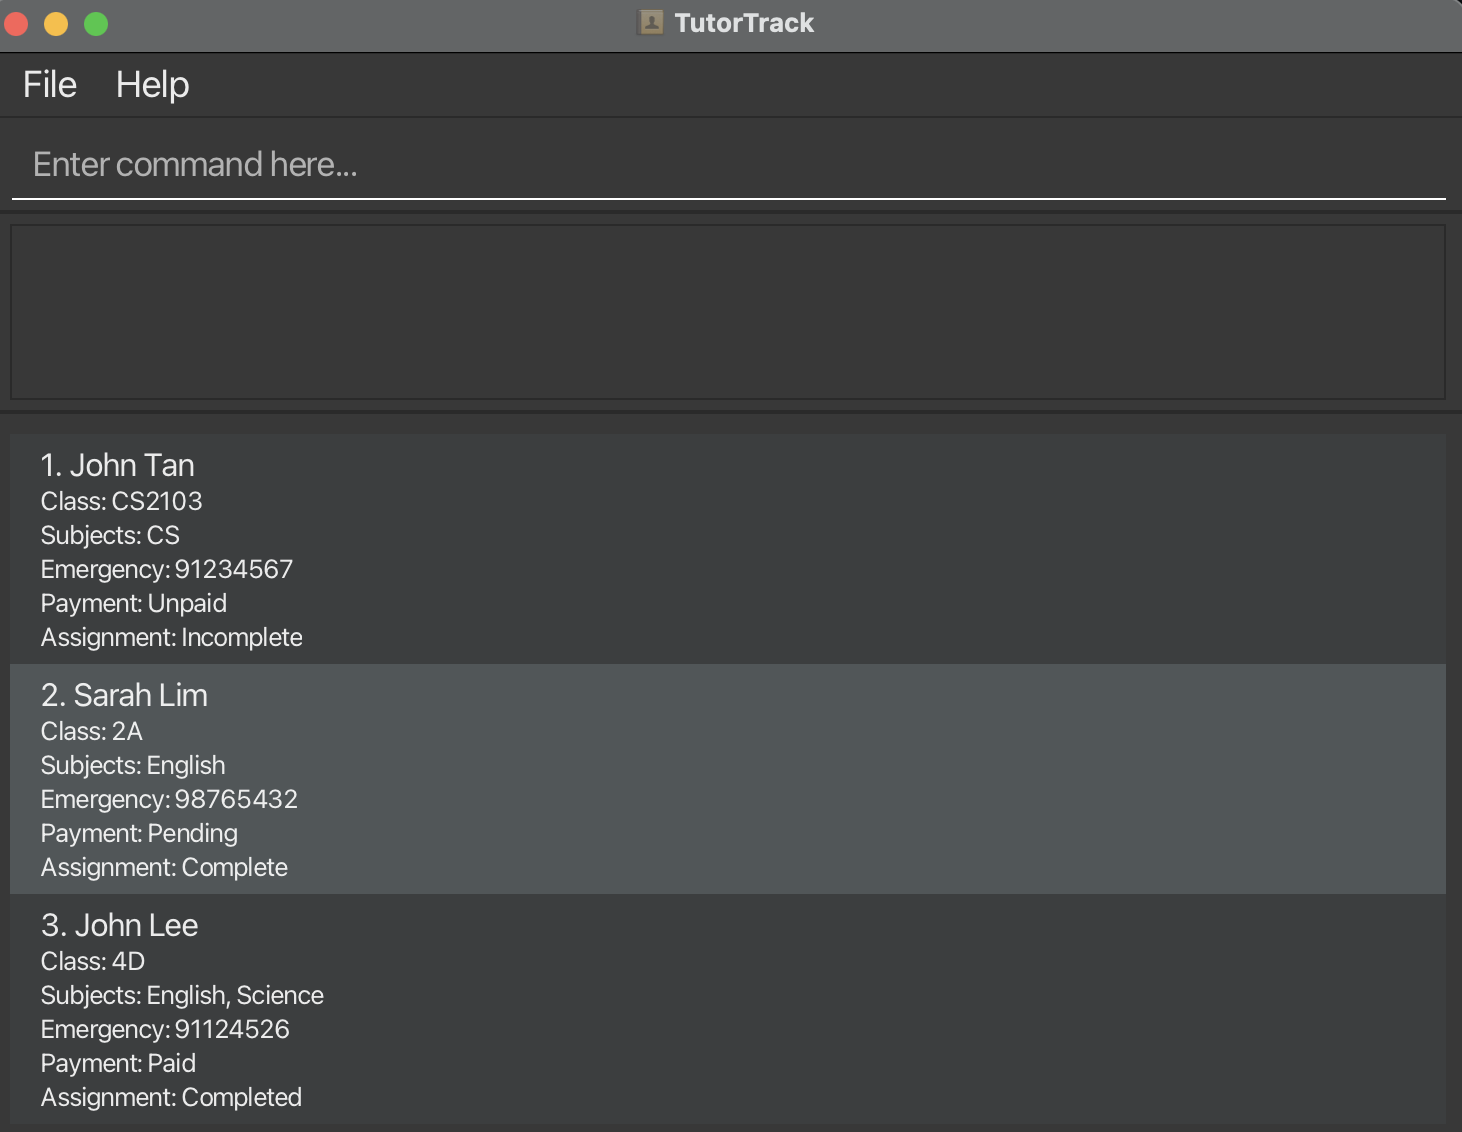 TutorTrack
File Help
Enter command here...
1. John Tan
Class: CS2103
Subjects: CS
Emergency: 91234567
Payment: Unpaid
Assignment: Incomplete
2. Sarah Lim
Class: 2A
Subjects: English
Emergency: 98765432
Payment: Pending
Assignment: Complete
3. John Lee
Class: 4D
Subjects: English, Science
Emergency: 91124526
Payment: Paid
Assignment: Completed